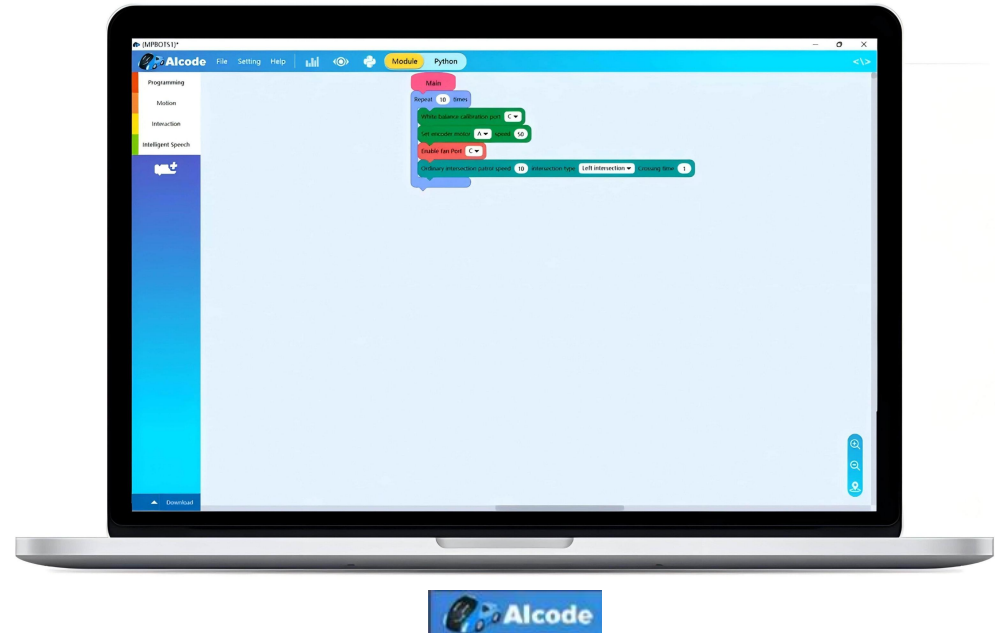 (MPBOTS1)*
AIcode File Setting Help Module Python <\>
Programming
Motion
Interaction
Intelligent Speech
Main
Repeat 10 times
White balance calibration port C
Set encoder motor A speed 50
Enable fan Port C
Ordinary intersection patrol speed 10 intersection type Left intersection Crossing time 1
Download
AIcode